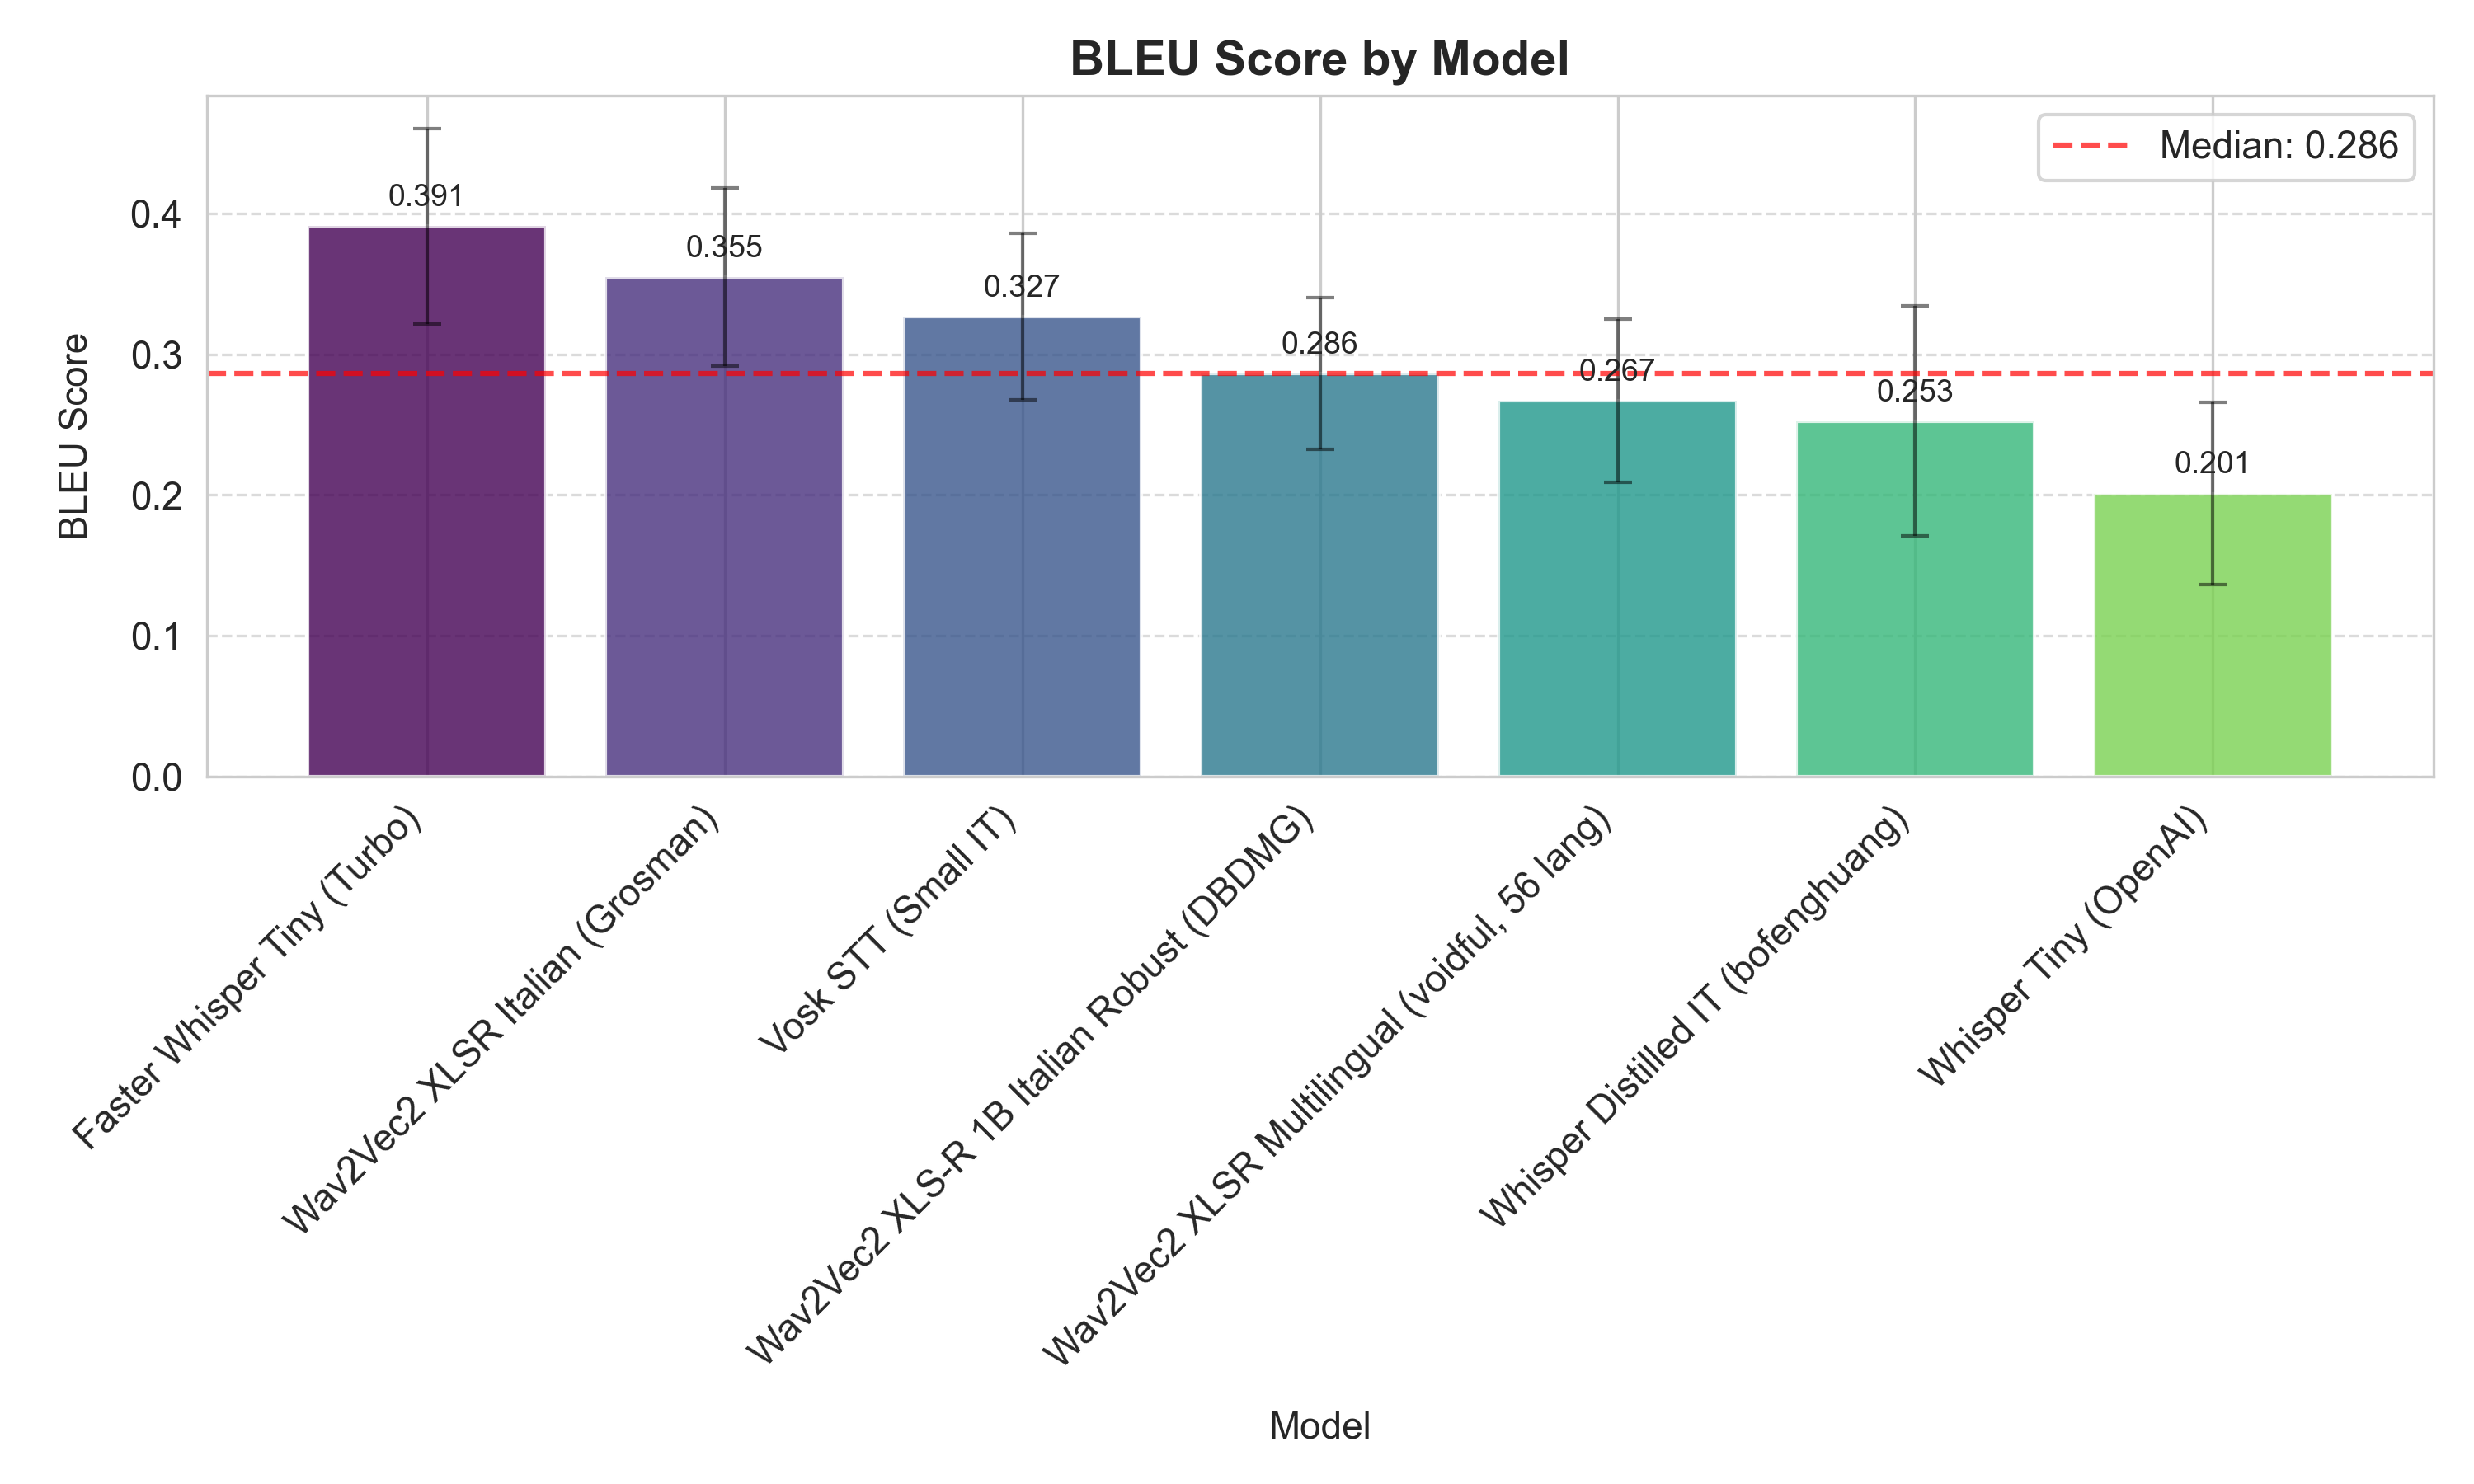 BLEU Score by Model
Median: 0.286
BLEU Score
0.4
0.3
0.2
0.1
0.0
0.391
0.355
0.327
0.286
0.267
0.253
0.201
Faster Whisper Tiny (Turbo)
Wav2Vec2 XLSR Italian (Grosman)
Vosk STT (Small IT)
Wav2Vec2 XLS-R 1B Italian Robust (DBDMG)
Wav2Vec2 XLSR Multilingual (voidful, 56 lang)
Whisper Distilled IT (bofenghuang)
Whisper Tiny (OpenAI)
Model